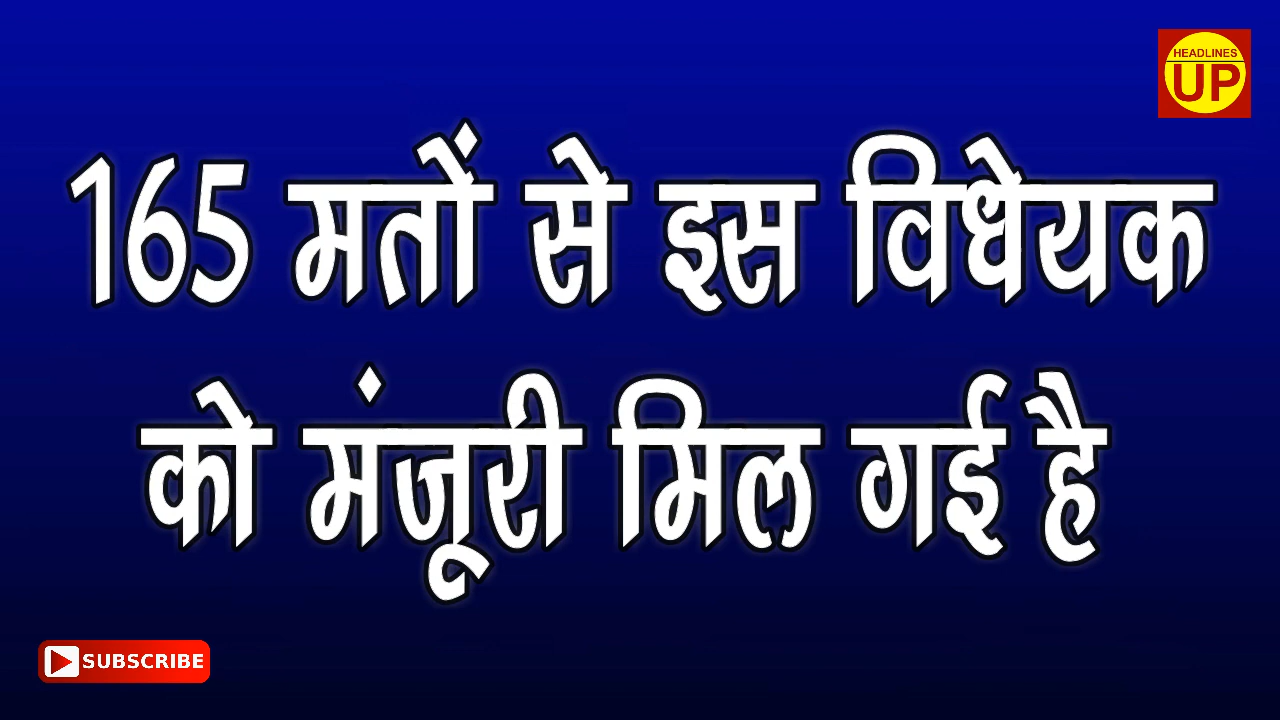 HEADLINES
UP
165 मतों से इस विधेयक
को मंजूरी मिल गई है
SUBSCRIBE